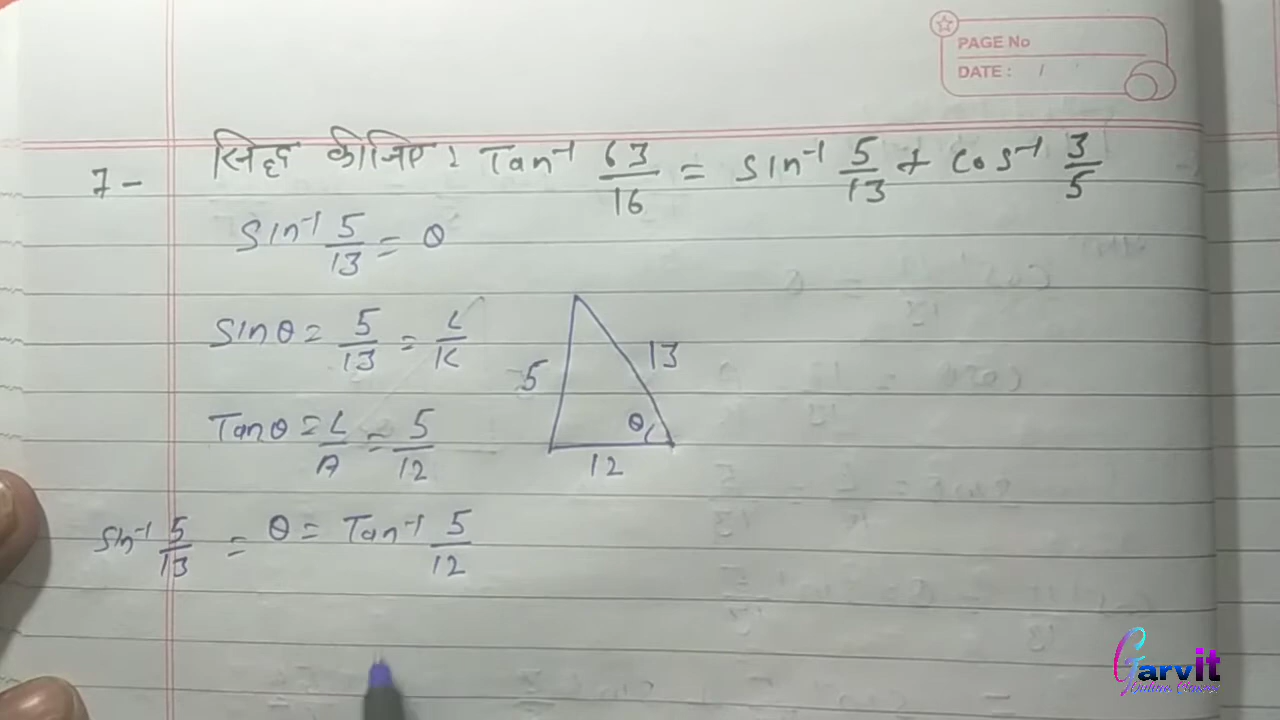 PAGE No
DATE : /
7- सिद्ध कीजिए : Tan⁻¹ 63/16 = Sin⁻¹ 5/13 + Cos⁻¹ 3/5
Sin⁻¹ 5/13 = θ
Sinθ = 5/13 = L/K
5 13
Tanθ = L/A = 5/12
θ
12
Sin⁻¹ 5/13 = θ = Tan⁻¹ 5/12
Garvit
Online Classes